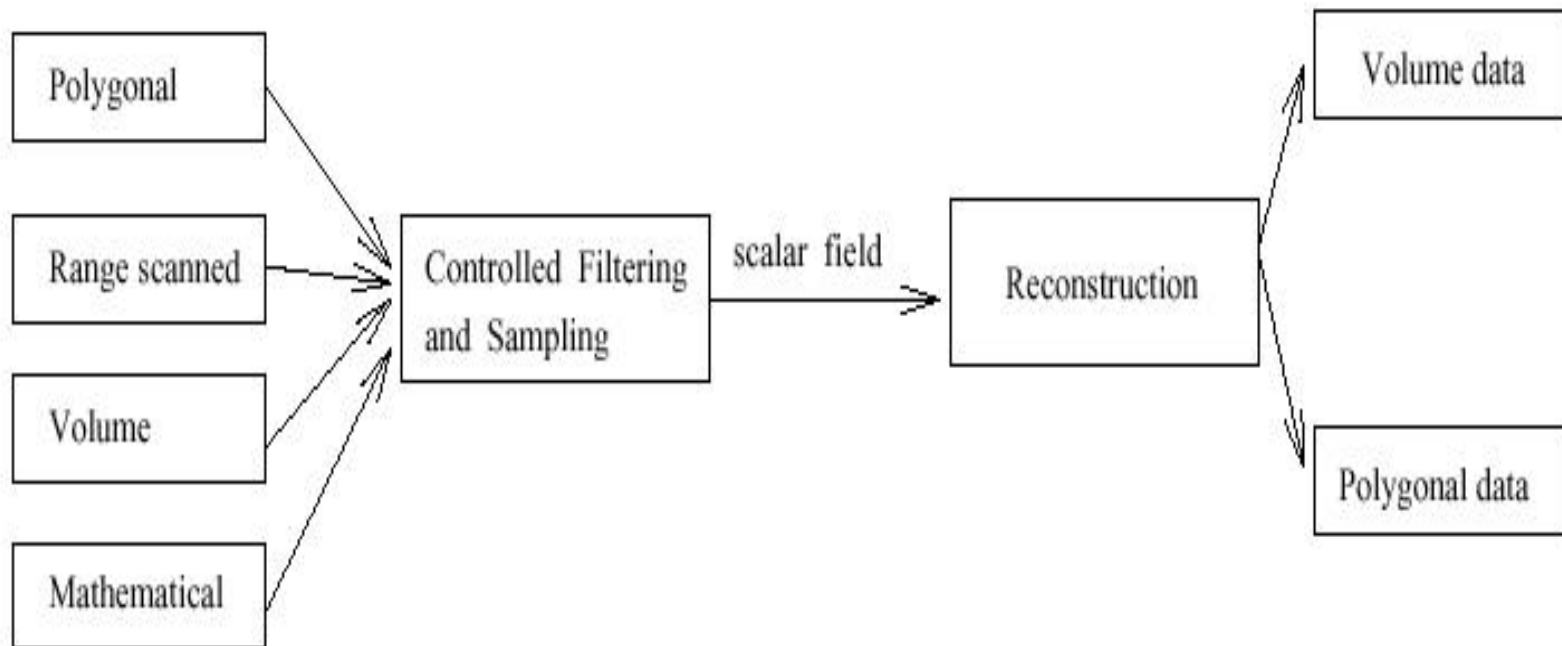 Polygonal
Range scanned
Volume
Mathematical
Controlled Filtering
and Sampling
scalar field
Reconstruction
Volume data
Polygonal data